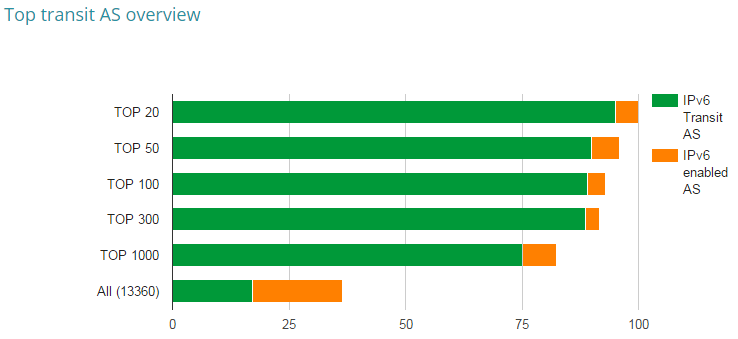 Top transit AS overview
TOP 20
TOP 50
TOP 100
TOP 300
TOP 1000
All (13360)
0
25
50
75
100
IPv6
Transit
AS
IPv6
enabled
AS